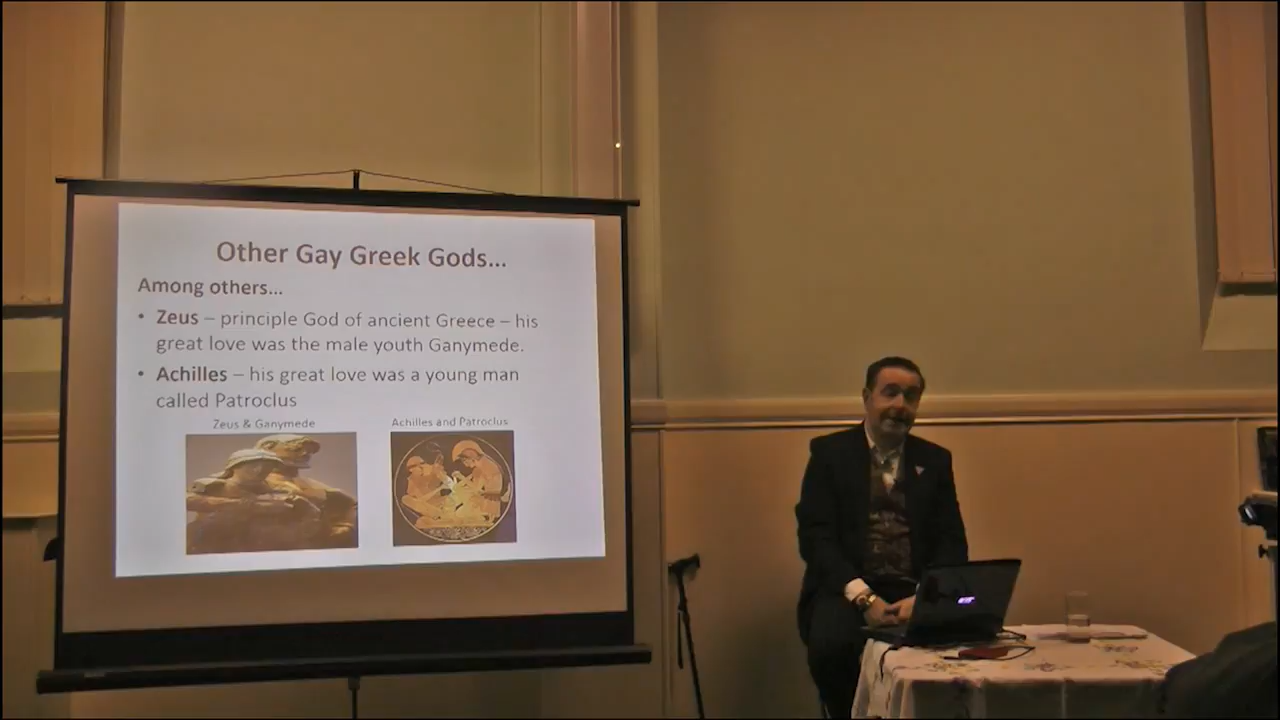 Other Gay Greek Gods...
Among others...
• Zeus – principle God of ancient Greece – his
great love was the male youth Ganymede.
• Achilles – his great love was a young man
called Patroclus
Zeus & Ganymede
Achilles and Patroclus